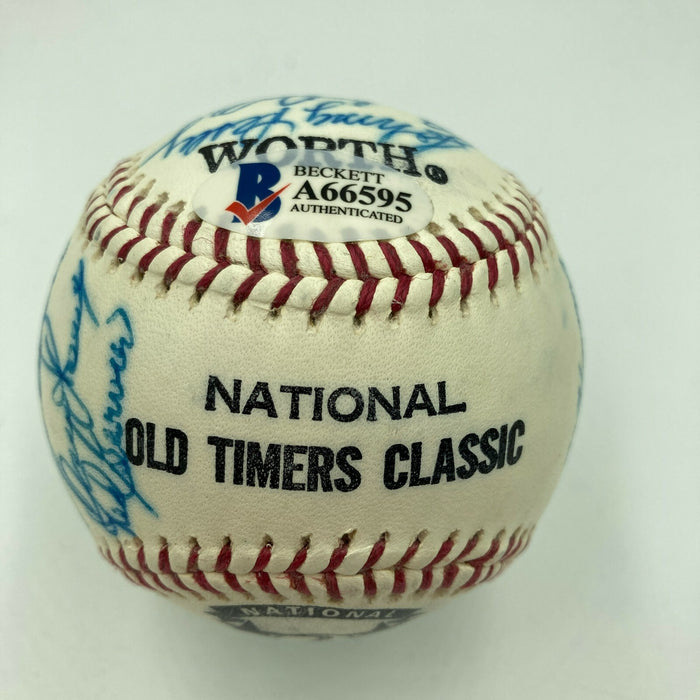 WORTH®
B
BECKETT
A66595
AUTHENTICATED
NATIONAL
OLD TIMERS CLASSIC
NATIONAL